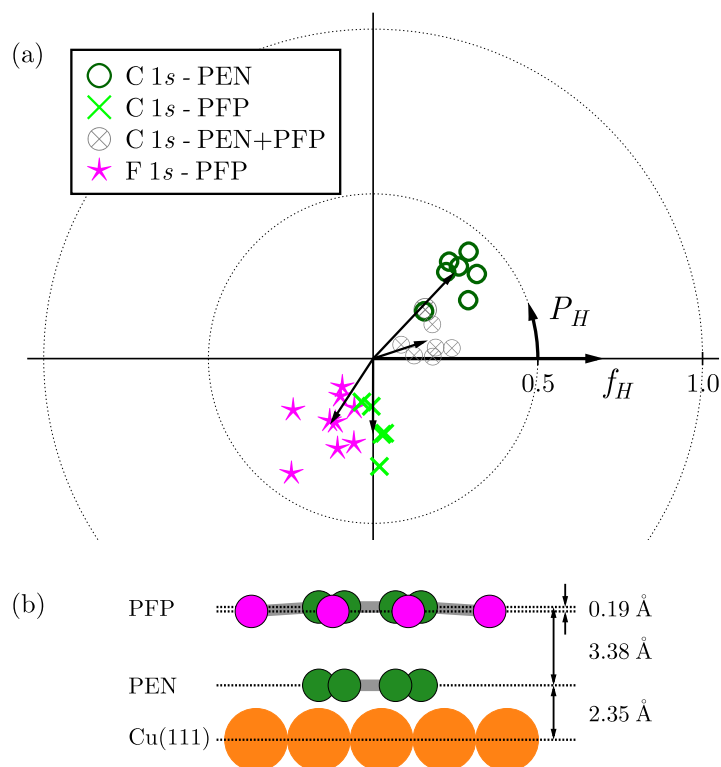 (a)
C 1s - PEN
C 1s - PFP
C 1s - PEN+PFP
F 1s - PFP
P_H
0.5
f_H
1.0
(b)
PFP
0.19 Å
3.38 Å
PEN
2.35 Å
Cu(111)